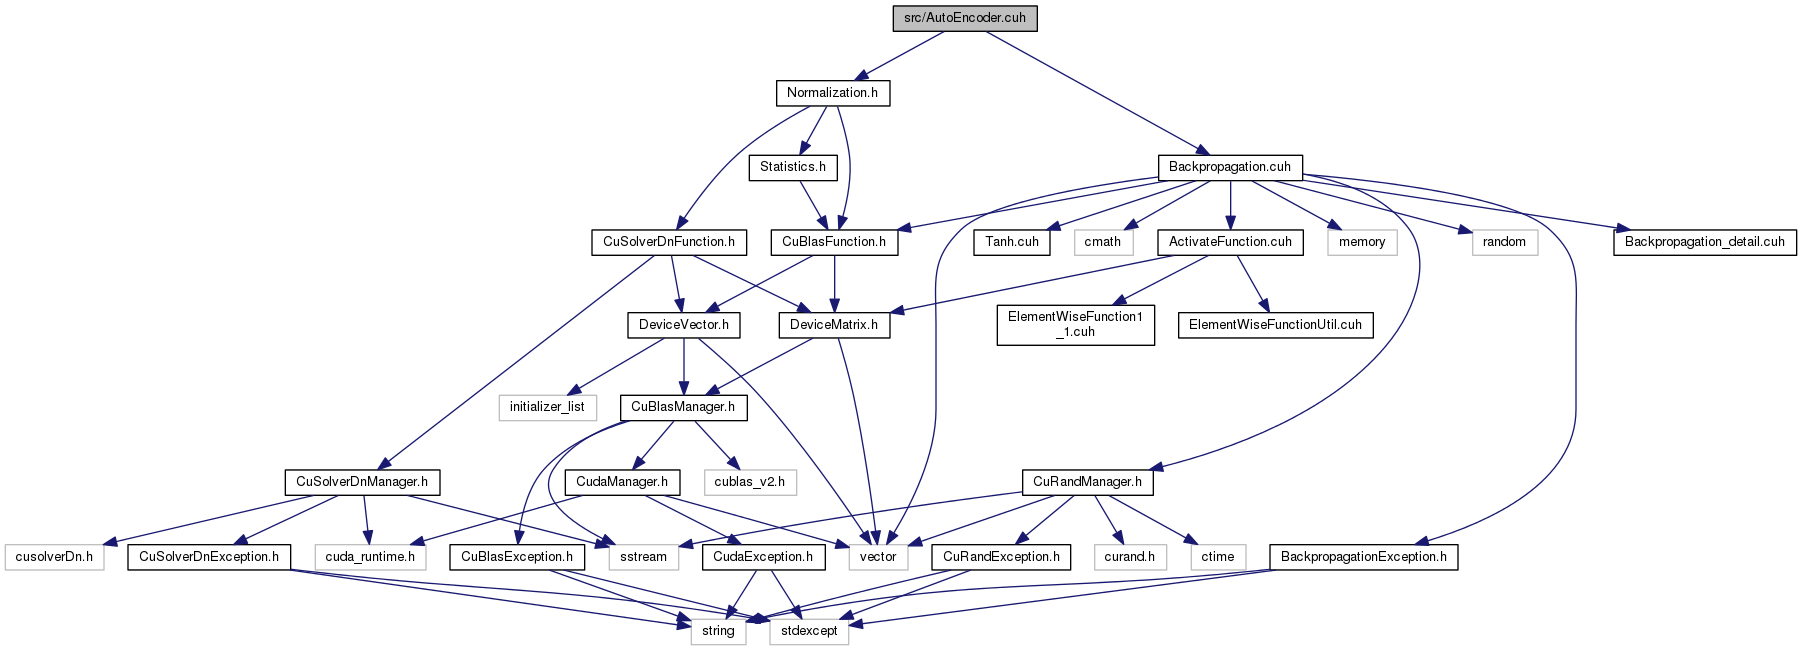 src/AutoEncoder.cuh
Normalization.h
Statistics.h
Backpropagation.cuh
CuSolverDnFunction.h
CuBlasFunction.h
Tanh.cuh
cmath
ActivateFunction.cuh
memory
random
Backpropagation_detail.cuh
DeviceVector.h
DeviceMatrix.h
ElementWiseFunction1
_1.cuh
ElementWiseFunctionUtil.cuh
initializer_list
CuBlasManager.h
CuSolverDnManager.h
CudaManager.h
cublas_v2.h
CuRandManager.h
cusolverDn.h
CuSolverDnException.h
cuda_runtime.h
CuBlasException.h
sstream
CudaException.h
vector
CuRandException.h
curand.h
ctime
BackpropagationException.h
string
stdexcept